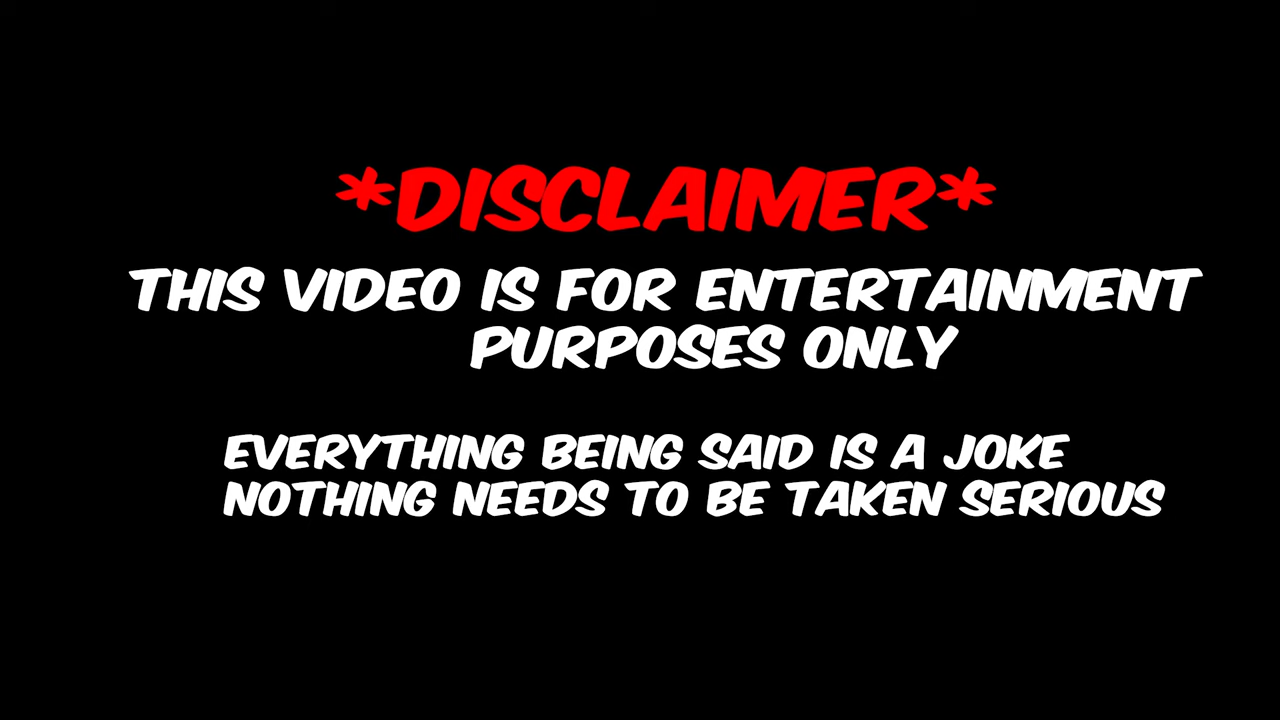 *DISCLAIMER*
THIS VIDEO IS FOR ENTERTAINMENT
PURPOSES ONLY
EVERYTHING BEING SAID IS A JOKE
NOTHING NEEDS TO BE TAKEN SERIOUS